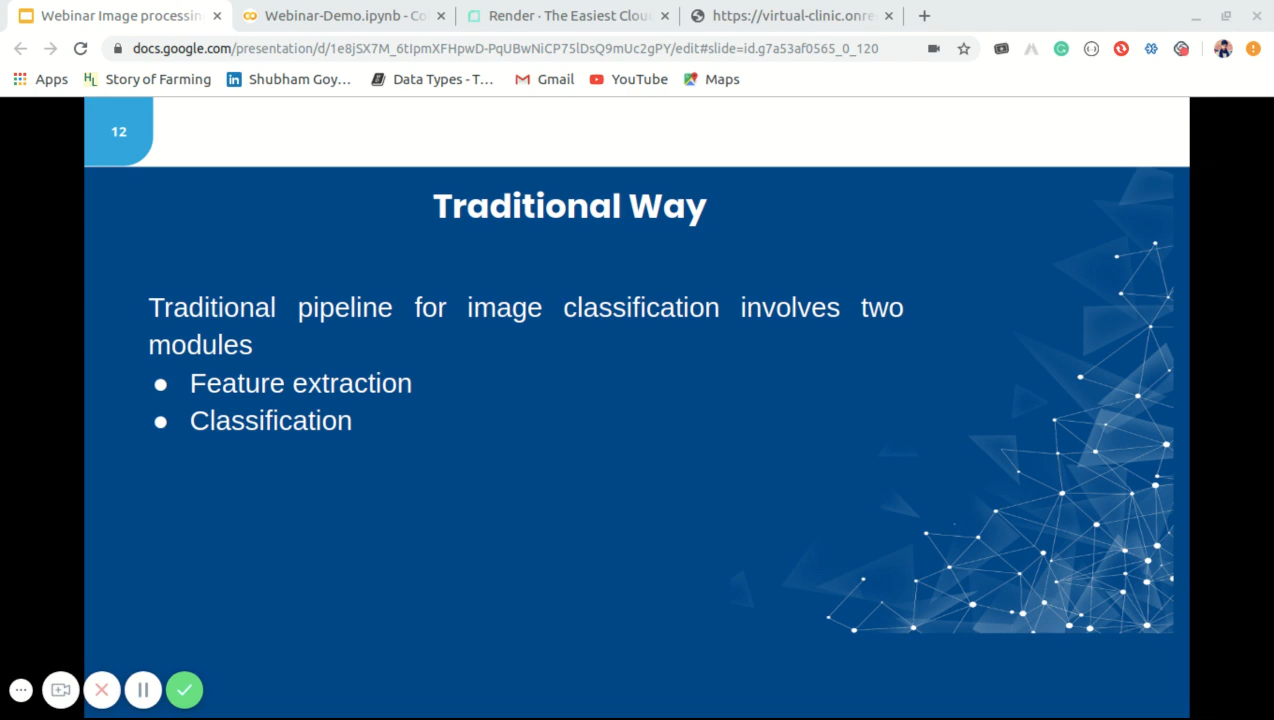 Webinar Image processin
Webinar-Demo.ipynb - Co
Render · The Easiest Clou
https://virtual-clinic.onre
docs.google.com/presentation/d/1e8jSX7M_6tIpmXFHpwD-PqUBwNiCP75lDsQ9mUc2gPY/edit#slide=id.g7a53af0565_0_120
Apps
Story of Farming
Shubham Goy...
Data Types - T...
Gmail
YouTube
Maps
12
Traditional Way
Traditional pipeline for image classification involves two
modules
● Feature extraction
● Classification